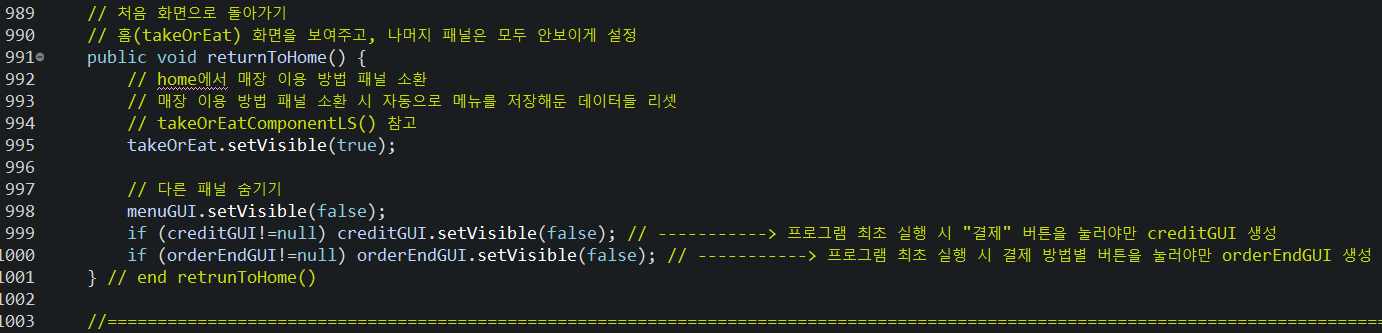 989 // 처음 화면으로 돌아가기
990 // 홈(takeOrEat) 화면을 보여주고, 나머지 패널은 모두 안보이게 설정
991 public void returnToHome() {
992 // home에서 매장 이용 방법 패널 소환
993 // 매장 이용 방법 패널 소환 시 자동으로 메뉴를 저장해둔 데이터들 리셋
994 // takeOrEatComponentLS() 참고
995 takeOrEat.setVisible(true);
996
997 // 다른 패널 숨기기
998 menuGUI.setVisible(false);
999 if (creditGUI!=null) creditGUI.setVisible(false); // -----------> 프로그램 최초 실행 시 "결제" 버튼을 눌러야만 creditGUI 생성
1000 if (orderEndGUI!=null) orderEndGUI.setVisible(false); // -----------> 프로그램 최초 실행 시 결제 방법별 버튼을 눌러야만 orderEndGUI 생성
1001 } // end retrunToHome()
1002
1003 //================================================================================================================================